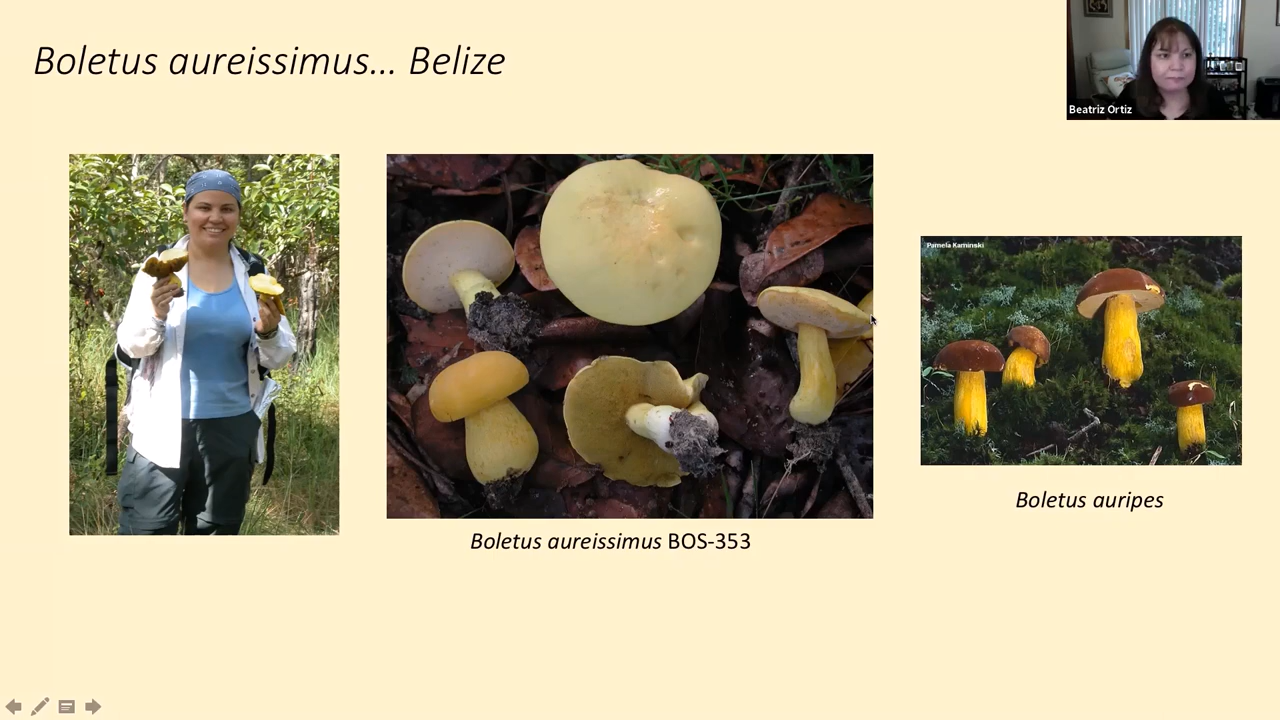 Boletus aureissimus... Belize
Beatriz Ortiz
Pamela Kaminski
Boletus auripes
Boletus aureissimus BOS-353